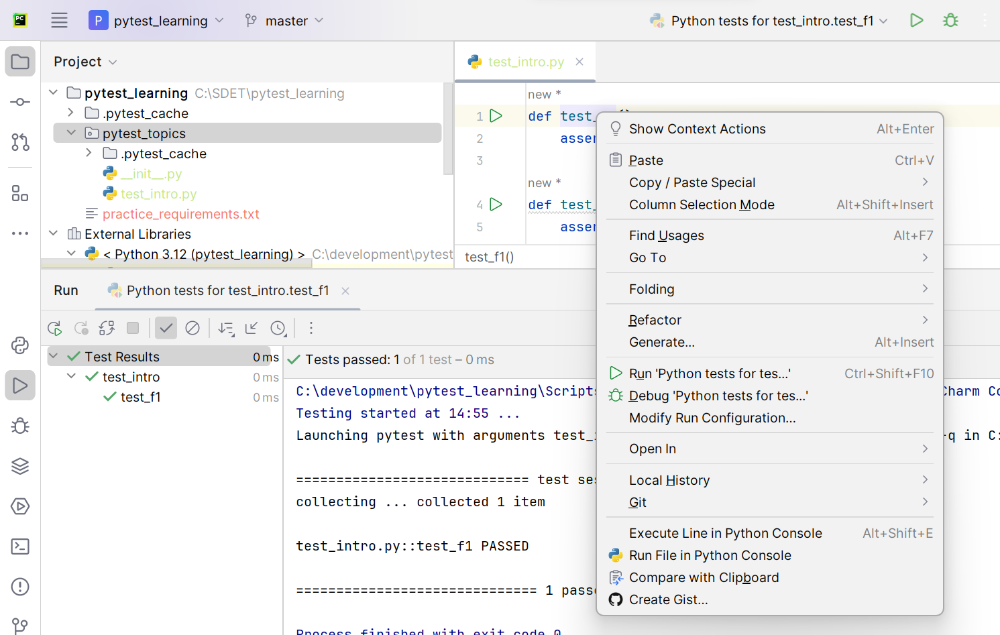 PC
P pytest_learning master Python tests for test_intro.test_f1
Project
test_intro.py
pytest_learning C:\SDET\pytest_learning
.pytest_cache
pytest_topics
.pytest_cache
__init__.py
test_intro.py
practice_requirements.txt
External Libraries
< Python 3.12 (pytest_learning) > C:\development\pytest
new *
1 def test_
2 asser
3
new *
4 def test_
5 asser
test_f1()
Show Context Actions Alt+Enter
Paste Ctrl+V
Copy / Paste Special
Column Selection Mode Alt+Shift+Insert
Find Usages Alt+F7
Go To
Folding
Refactor
Generate... Alt+Insert
Run 'Python tests for tes...' Ctrl+Shift+F10
Debug 'Python tests for tes...'
Modify Run Configuration...
Open In
Local History
Git
Execute Line in Python Console Alt+Shift+E
Run File in Python Console
Compare with Clipboard
Create Gist...
Run Python tests for test_intro.test_f1
Test Results 0 ms
test_intro 0 ms
test_f1 0 ms
Tests passed: 1 of 1 test – 0 ms
C:\development\pytest_learning\Scripts Charm Co
Testing started at 14:55 ...
Launching pytest with arguments test_ -q in C:
============================= test ses
collecting ... collected 1 item
test_intro.py::test_f1 PASSED
============================== 1 passe
Process finished with exit code 0